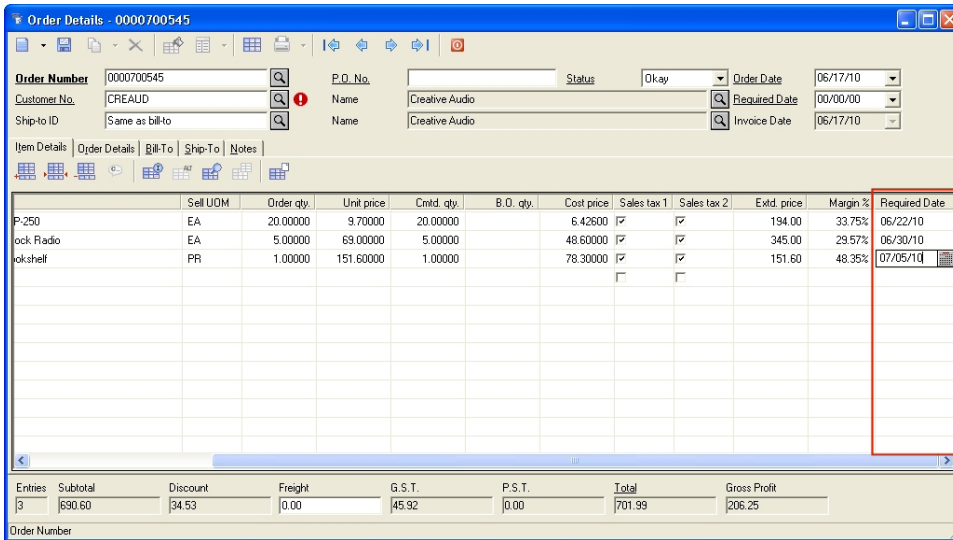 Order Details - 0000700545
Order Number 0000700545 P.O. No. Status Okay Order Date 06/17/10
Customer No. CREAUD Name Creative Audio Required Date 00/00/00
Ship-to ID Same as bill-to Name Creative Audio Invoice Date 06/17/10
Item Details Order Details Bill-To Ship-To Notes
Sell UOM Order qty. Unit price Cmtd. qty. B.O. qty. Cost price Sales tax 1 Sales tax 2 Extd. price Margin % Required Date
P-250 EA 20.00000 9.70000 20.00000 6.42600 194.00 33.75% 06/22/10
ock Radio EA 5.00000 69.00000 5.00000 48.60000 345.00 29.57% 06/30/10
okshelf PR 1.00000 151.60000 1.00000 78.30000 151.60 48.35% 07/05/10
Entries Subtotal Discount Freight G.S.T. P.S.T. Total Gross Profit
3 690.60 34.53 0.00 45.92 0.00 701.99 206.25
Order Number